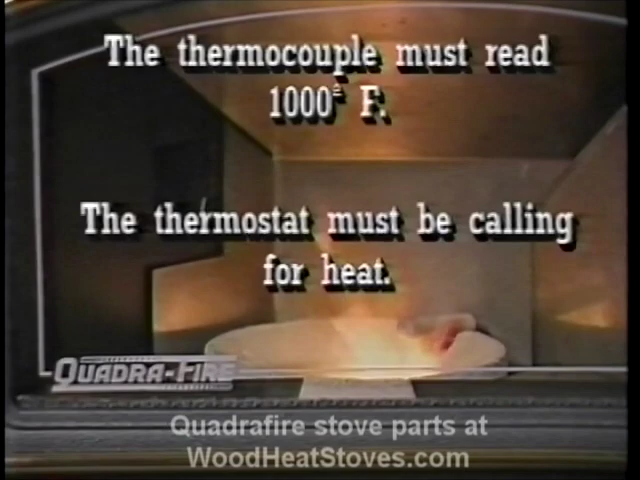 The thermocouple must read
1000° F.
The thermostat must be calling
for heat.
QUADRA-FIRE
Quadrafire stove parts at
WoodHeatStoves.com